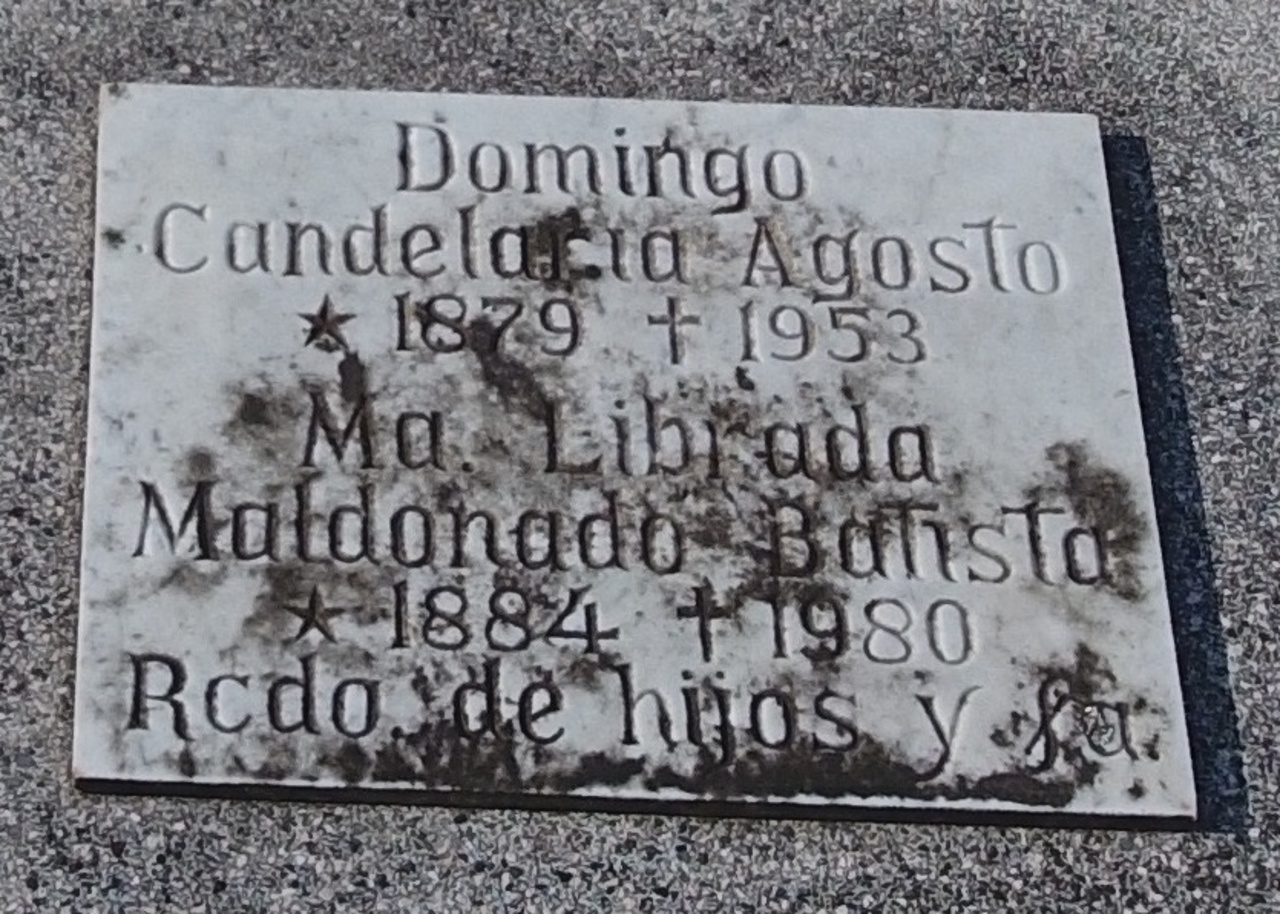 Domingo
Candelaria Agosto
★ 1879 † 1953
Ma. Librada
Maldonado Batista
★ 1884 † 1980
Rcdo. de hijos y fa.